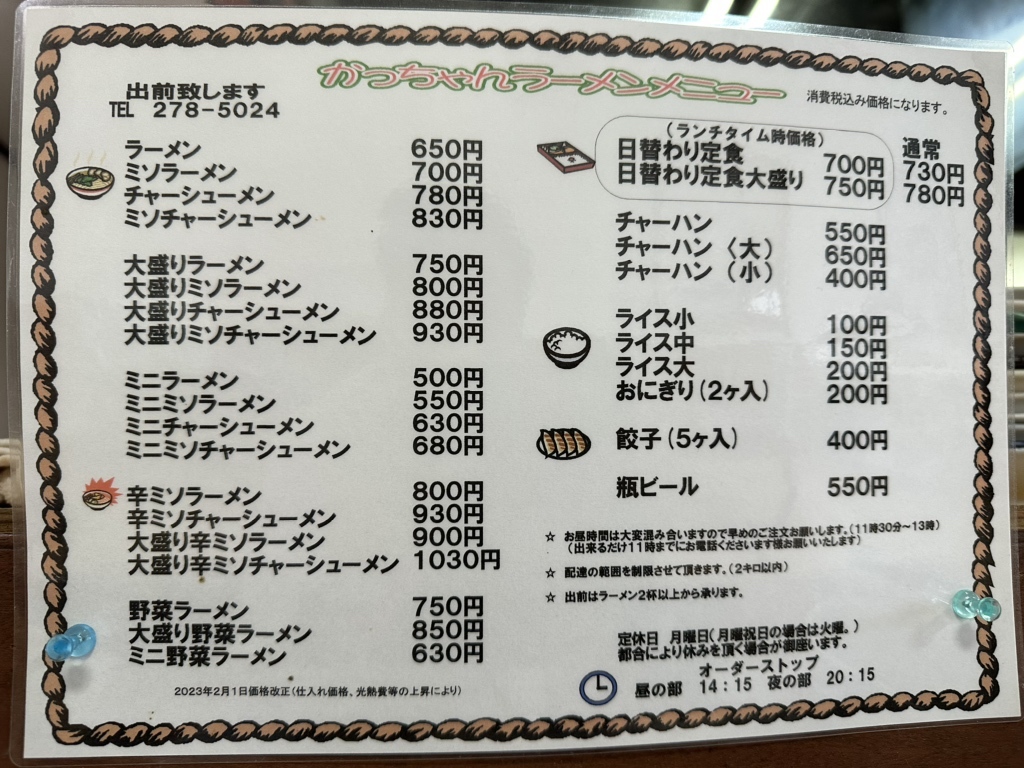 かっちゃんラーメンメニュー
消費税込み価格になります。
出前致します
TEL 278-5024
ラーメン 650円
ミソラーメン 700円
チャーシューメン 780円
ミソチャーシューメン 830円
大盛りラーメン 750円
大盛りミソラーメン 800円
大盛りチャーシューメン 880円
大盛りミソチャーシューメン 930円
ミニラーメン 500円
ミニミソラーメン 550円
ミニチャーシューメン 630円
ミニミソチャーシューメン 680円
辛ミソラーメン 800円
辛ミソチャーシューメン 930円
大盛り辛ミソラーメン 900円
大盛り辛ミソチャーシューメン 1030円
野菜ラーメン 750円
大盛り野菜ラーメン 850円
ミニ野菜ラーメン 630円
2023年2月1日価格改正(仕入れ価格、光熱費等の上昇により)
(ランチタイム時価格) 通常
日替わり定食 700円 730円
日替わり定食大盛り 750円 780円
チャーハン 550円
チャーハン〈大〉 650円
チャーハン(小) 400円
ライス小 100円
ライス中 150円
ライス大 200円
おにぎり(2ヶ入) 200円
餃子(5ヶ入) 400円
瓶ビール 550円
☆ お昼時間は大変混み合いますので早めのご注文お願いします。(11時30分~13時)
(出来るだけ11時までにお電話くださいます様お願いいたします)
☆ 配達の範囲を制限させて頂きます。(2キロ以内)
☆ 出前はラーメン2杯以上から承ります。
定休日 月曜日(月曜祝日の場合は火曜。)
都合により休みを頂く場合が御座います。
オーダーストップ
昼の部 14:15 夜の部 20:15